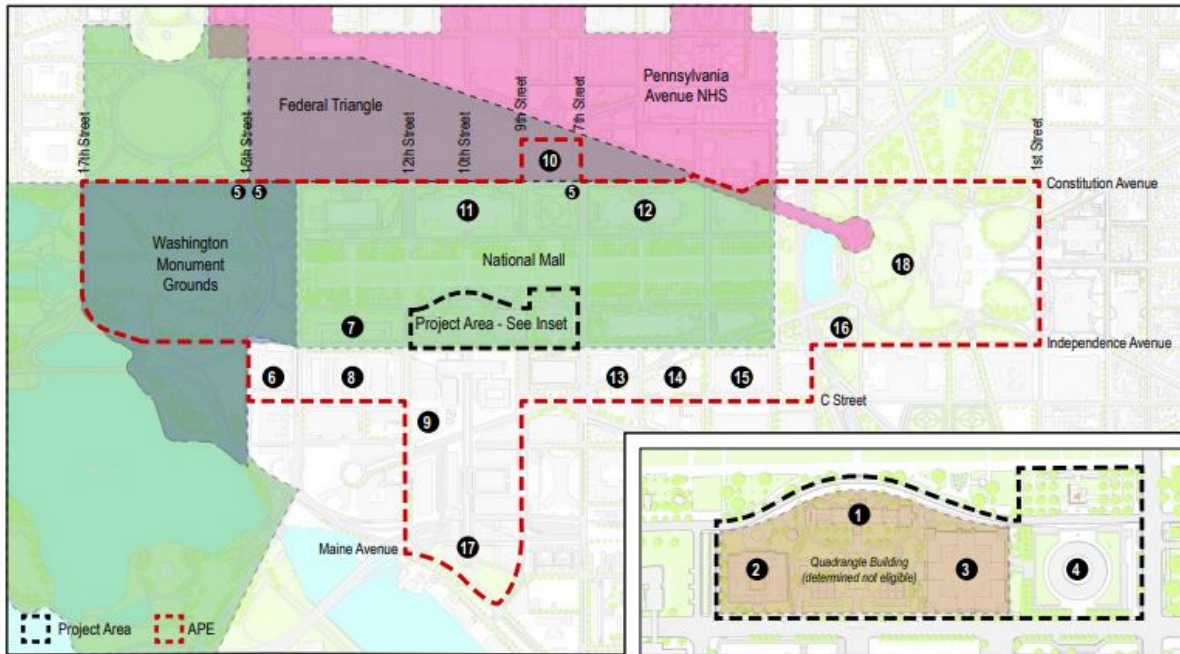 Pennsylvania
Avenue NHS
Federal Triangle
17th Street
15th Street
12th Street
10th Street
9th Street
7th Street
1st Street
10
Constitution Avenue
5
5
5
11
12
Washington
Monument
Grounds
National Mall
18
7
Project Area - See Inset
16
Independence Avenue
6
8
13
14
15
C Street
9
Maine Avenue
17
1
2
Quadrangle Building
(determined not eligible)
3
4
Project Area
APE